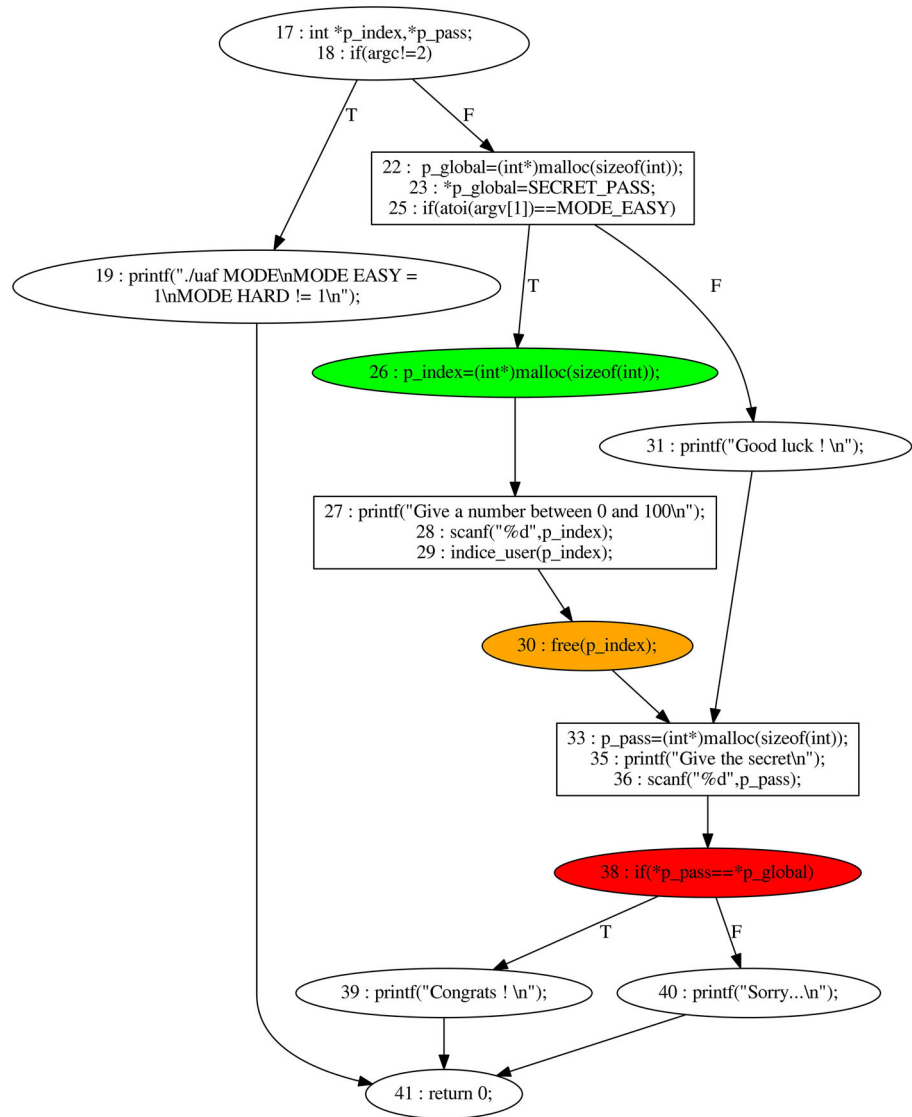 17 : int *p_index,*p_pass;
18 : if(argc!=2)
T
F
22 :  p_global=(int*)malloc(sizeof(int));
23 : *p_global=SECRET_PASS;
25 : if(atoi(argv[1])==MODE_EASY)
19 : printf("./uaf MODE\nMODE EASY =
1\nMODE HARD != 1\n");
T
F
26 : p_index=(int*)malloc(sizeof(int));
31 : printf("Good luck ! \n");
27 : printf("Give a number between 0 and 100\n");
28 : scanf("%d",p_index);
29 : indice_user(p_index);
30 : free(p_index);
33 : p_pass=(int*)malloc(sizeof(int));
35 : printf("Give the secret\n");
36 : scanf("%d",p_pass);
38 : if(*p_pass==*p_global)
T
F
39 : printf("Congrats ! \n");
40 : printf("Sorry...\n");
41 : return 0;